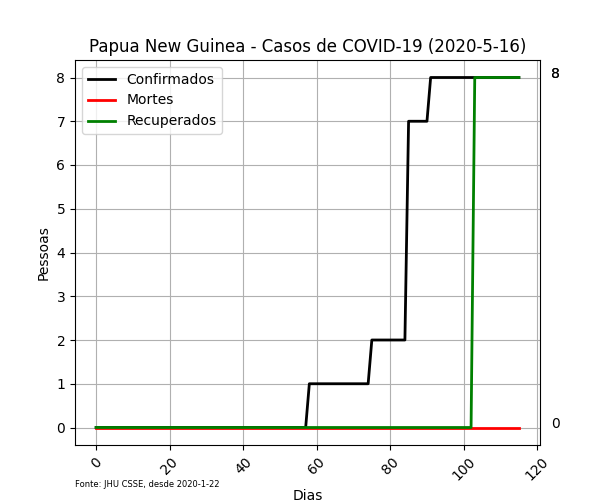 Papua New Guinea - Casos de COVID-19 (2020-5-16)
Confirmados
Mortes
Recuperados
8
7
6
5
4
3
2
1
0
8
0
Pessoas
0
20
40
60
80
100
120
Dias
Fonte: JHU CSSE, desde 2020-1-22